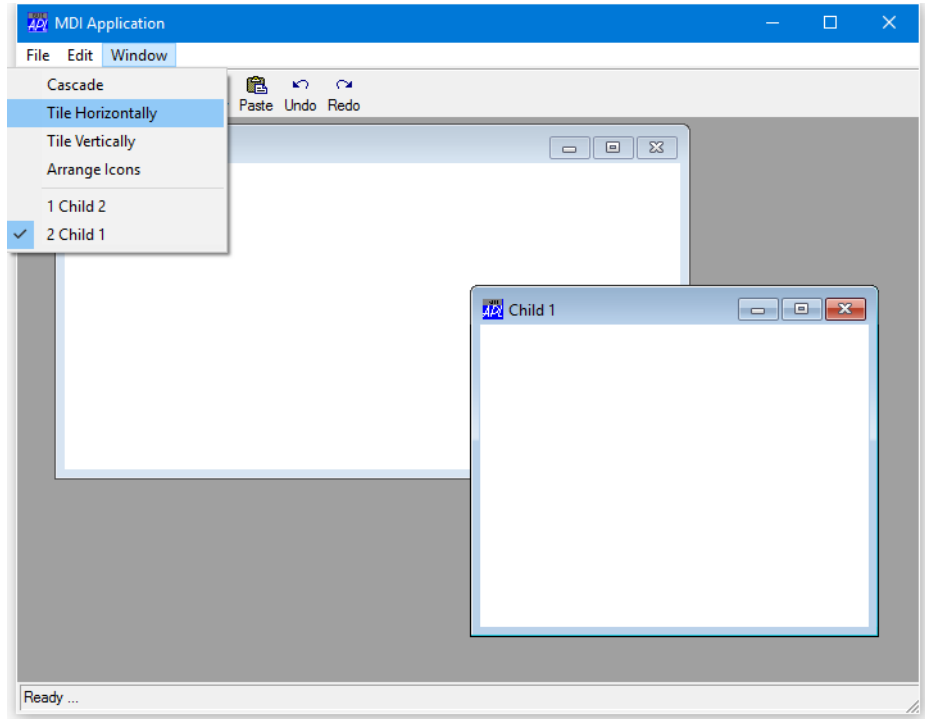 MDI Application
File Edit Window
Cascade
Tile Horizontally
Tile Vertically
Arrange Icons
1 Child 2
2 Child 1
Paste Undo Redo
Child 1
Ready ...